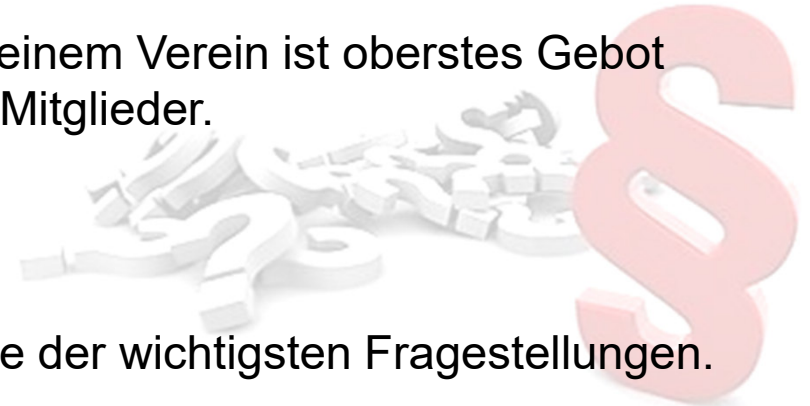 einem Verein ist oberstes Gebot
Mitglieder.
e der wichtigsten Fragestellungen.